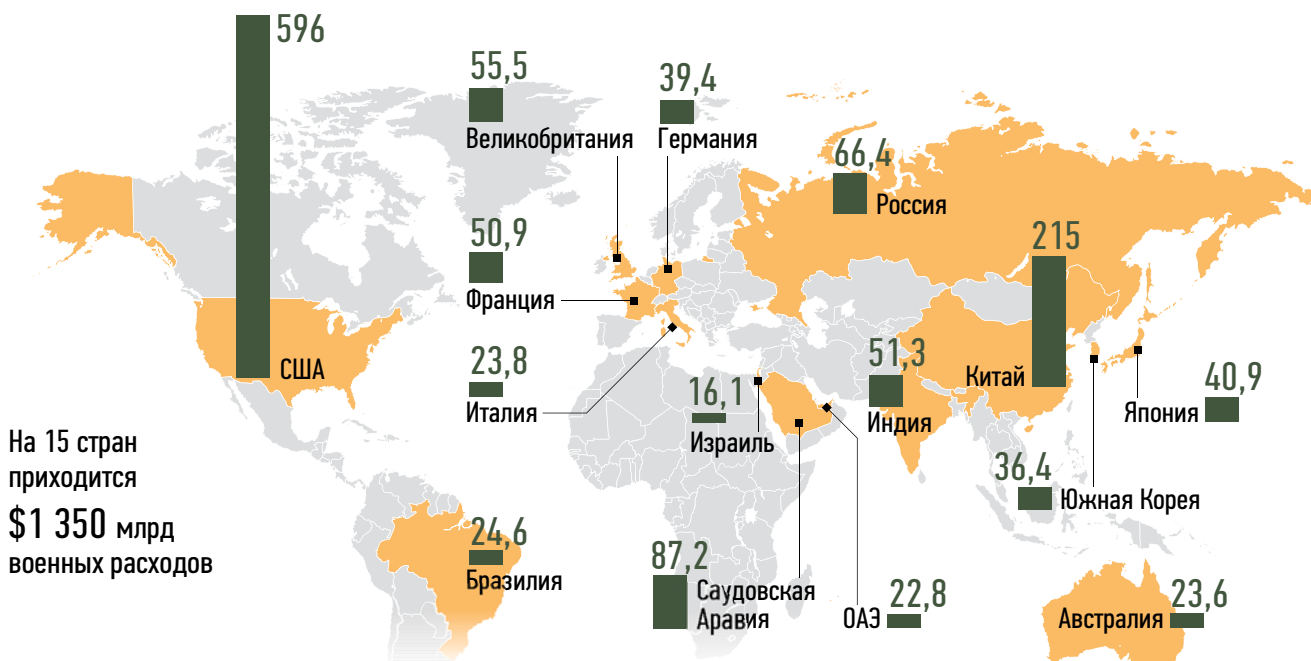 596
США
55,5
Великобритания
39,4
Германия
66,4
Россия
50,9
Франция
215
Китай
23,8
Италия
16,1
Израиль
51,3
Индия
40,9
Япония
36,4
Южная Корея
На 15 стран
приходится
$1 350 млрд
военных расходов
24,6
Бразилия
87,2
Саудовская
Аравия
22,8
ОАЭ
23,6
Австралия